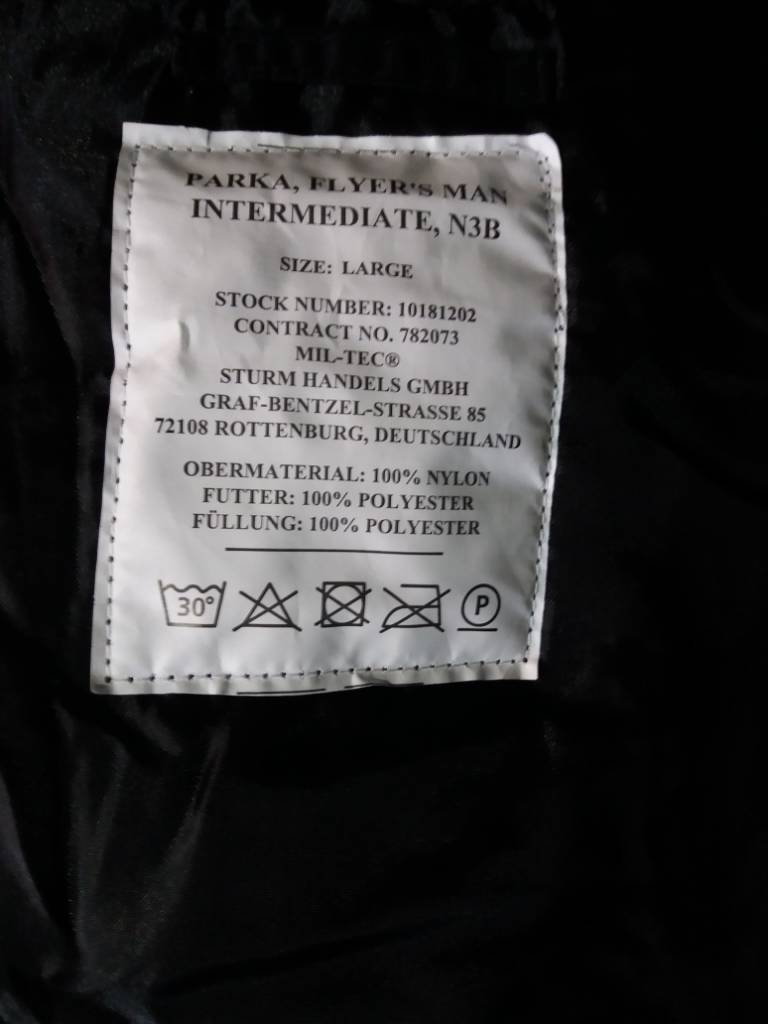 PARKA, FLYER'S MAN
INTERMEDIATE, N3B
SIZE: LARGE
STOCK NUMBER: 10181202
CONTRACT NO. 782073
MIL-TEC®
STURM HANDELS GMBH
GRAF-BENTZEL-STRASSE 85
72108 ROTTENBURG, DEUTSCHLAND
OBERMATERIAL: 100% NYLON
FUTTER: 100% POLYESTER
FÜLLUNG: 100% POLYESTER
30° P